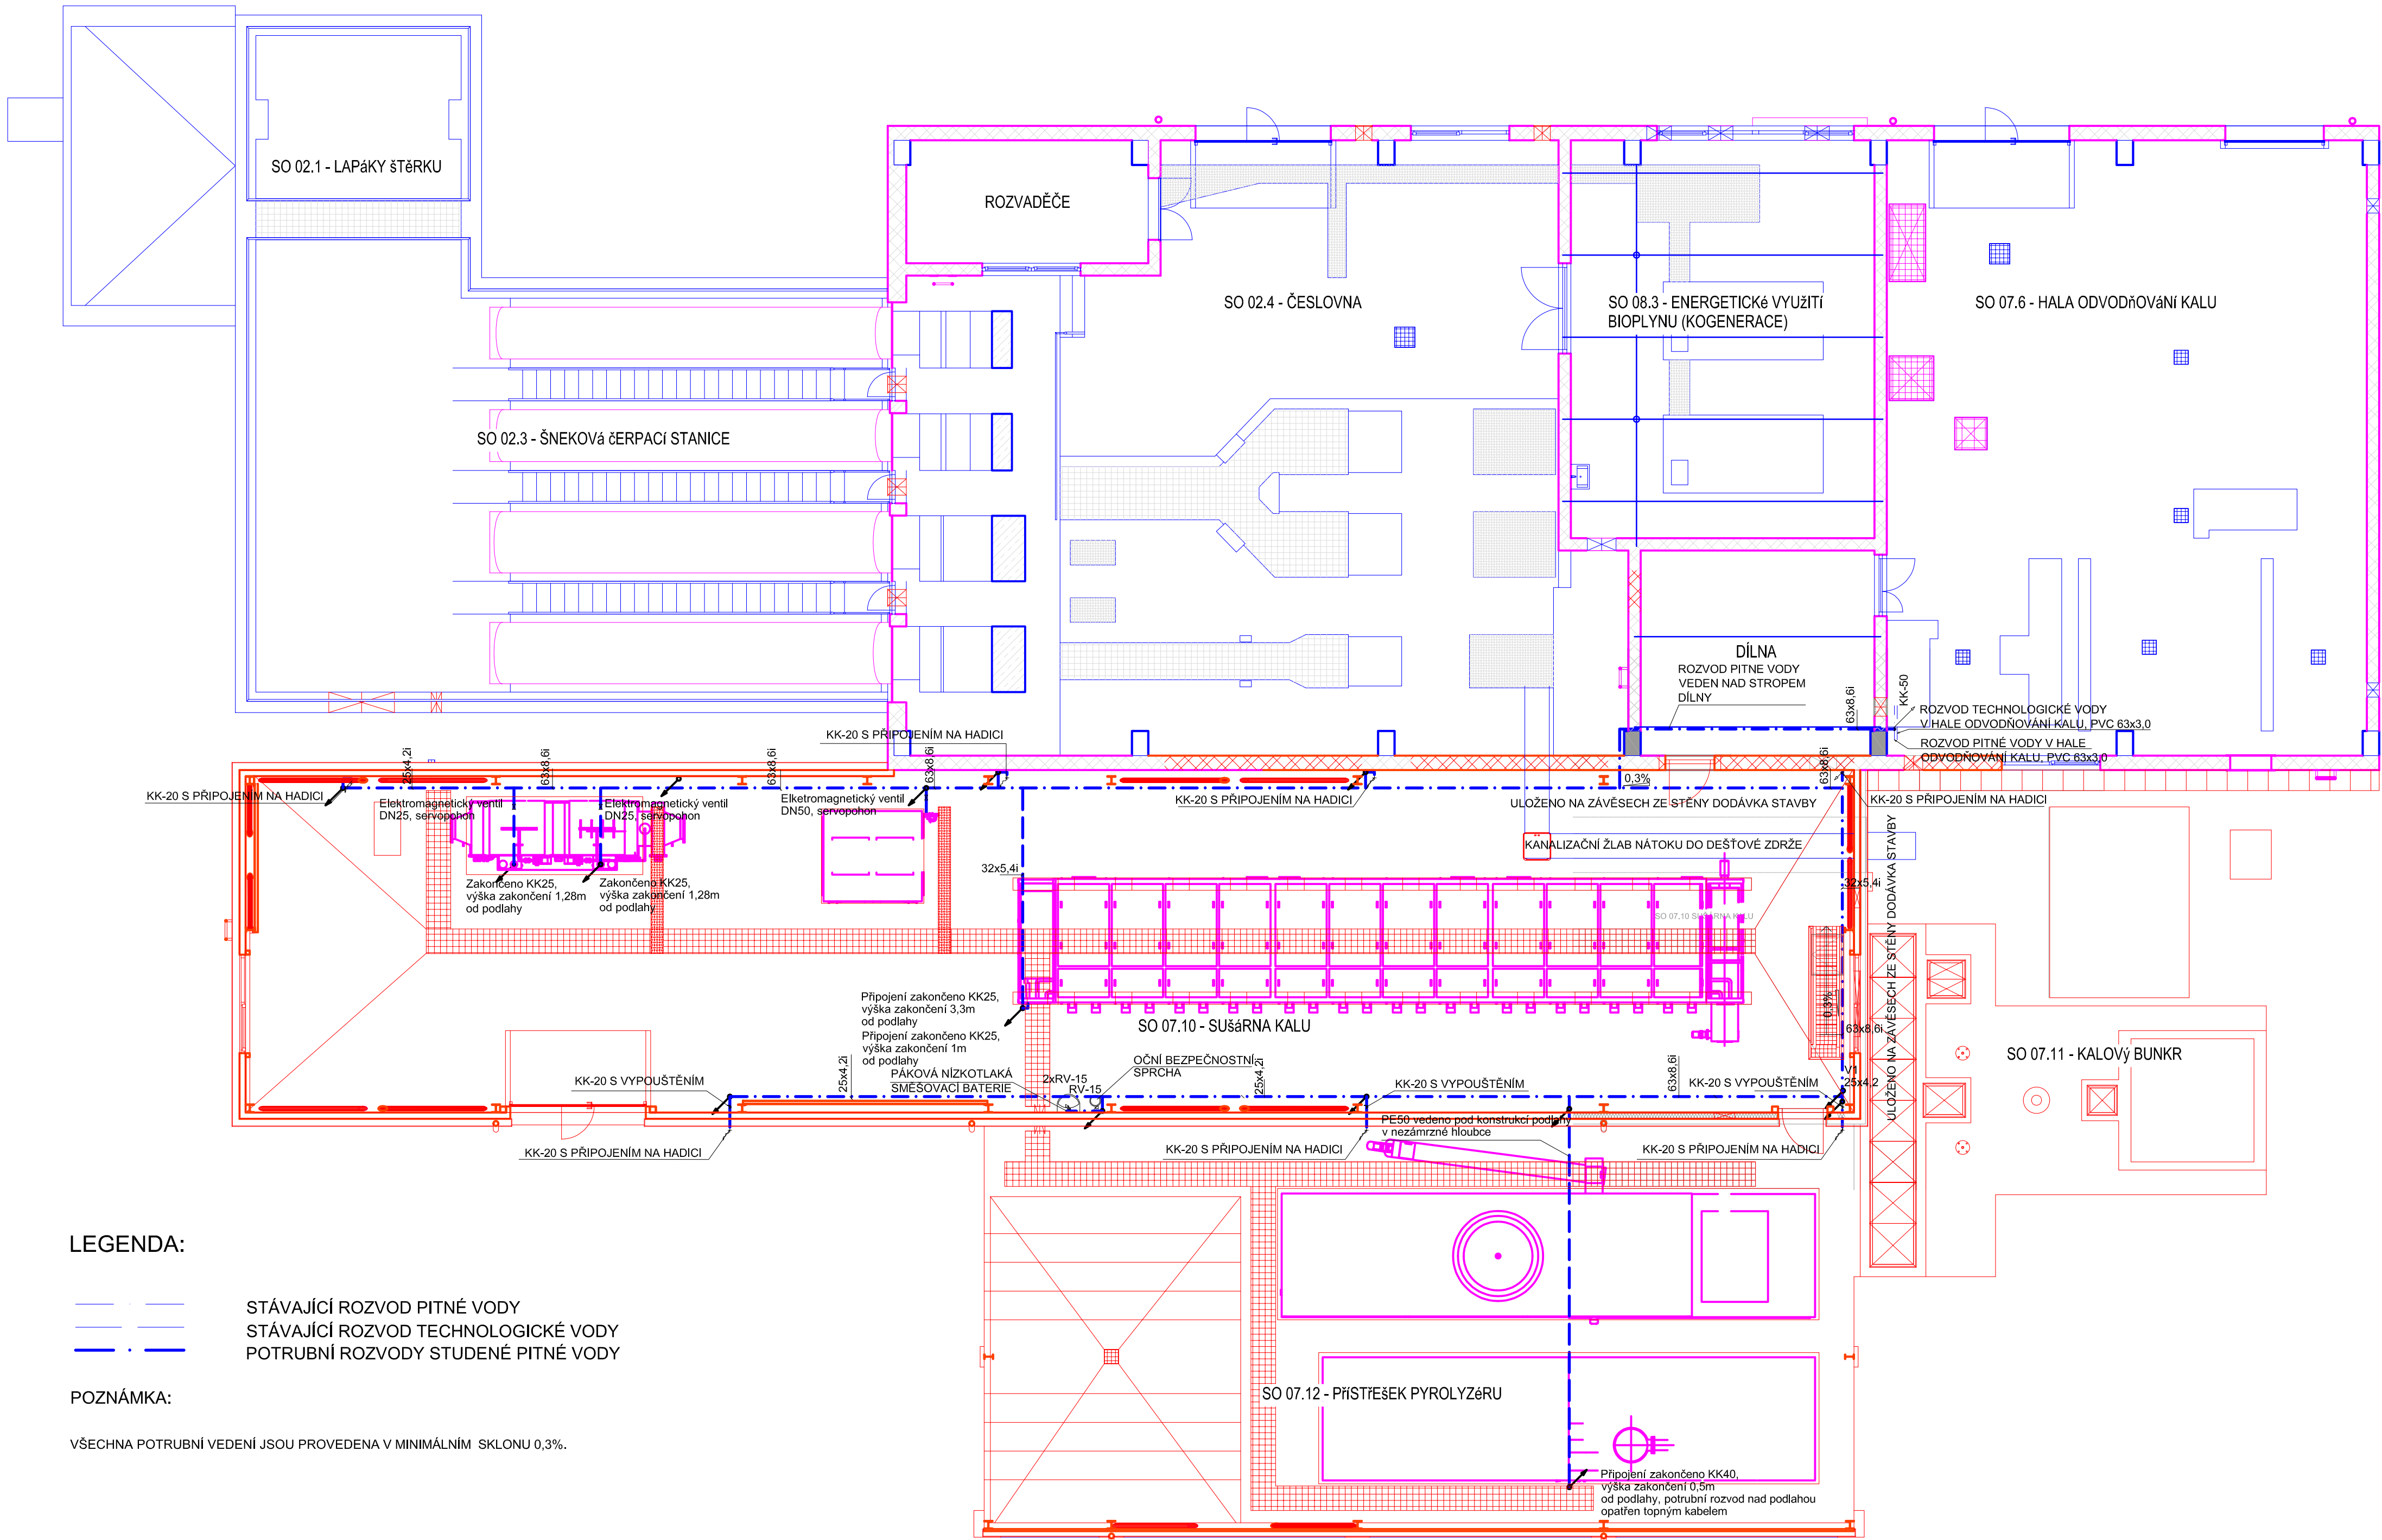 SO 02.1 - LAPáKY šTěRKU
ROZVADĚČE
SO 02.4 - ČESLOVNA
SO 08.3 - ENERGETICKé VYUžITí
BIOPLYNU (KOGENERACE)
SO 07.6 - HALA ODVODňOVáNí KALU
SO 02.3 - ŠNEKOVá čERPACí STANICE
DÍLNA
ROZVOD PITNE VODY
VEDEN NAD STROPEM
DÍLNY
63x8,6i
KK-50
ROZVOD TECHNOLOGICKÉ VODY
V HALE ODVODŇOVÁNÍ KALU, PVC 63x3,0
ROZVOD PITNÉ VODY V HALE
ODVODŇOVÁNÍ KALU, PVC 63x3,0
KK-20 S PŘIPOJENÍM NA HADICI
25x4,2i
63x8,6i
63x8,6i
63x8,6i
63x8,6i
0,3%
KK-20 S PŘIPOJENÍM NA HADICI
Elektromagnetický ventil
DN25, servopohon
Elektromagnetický ventil
DN25, servopohon
Elketromagnetický ventil
DN50, servopohon
KK-20 S PŘIPOJENÍM NA HADICI
ULOŽENO NA ZÁVĚSECH ZE STĚNY DODÁVKA STAVBY
KK-20 S PŘIPOJENÍM NA HADICI
KANALIZAČNÍ ŽLAB NÁTOKU DO DEŠŤOVÉ ZDRŽE
32x5,4i
32x5,4i
Zakončeno KK25,
výška zakončení 1,28m
od podlahy
Zakončeno KK25,
výška zakončení 1,28m
od podlahy
SO 07.10 SUŠÁRNA KALU
ULOŽENO NA ZÁVĚSECH ZE STĚNY DODÁVKA STAVBY
Připojení zakončeno KK25,
výška zakončení 3,3m
od podlahy
Připojení zakončeno KK25,
výška zakončení 1m
od podlahy
SO 07.10 - SUšáRNA KALU
0,3%
63x8,6i
SO 07.11 - KALOVý BUNKR
OČNÍ BEZPEČNOSTNÍ
SPRCHA
PÁKOVÁ NÍZKOTLAKÁ
SMĚŠOVACÍ BATERIE
2xRV-15
RV-15
KK-20 S VYPOUŠTĚNÍM
25x4,2i
25x4,2i
KK-20 S VYPOUŠTĚNÍM
63x8,6i
KK-20 S VYPOUŠTĚNÍM
V1
25x4,2
PE50 vedeno pod konstrukcí podlahy
v nezámrzné hloubce
KK-20 S PŘIPOJENÍM NA HADICI
KK-20 S PŘIPOJENÍM NA HADICI
KK-20 S PŘIPOJENÍM NA HADICI
LEGENDA:
STÁVAJÍCÍ ROZVOD PITNÉ VODY
STÁVAJÍCÍ ROZVOD TECHNOLOGICKÉ VODY
POTRUBNÍ ROZVODY STUDENÉ PITNÉ VODY
POZNÁMKA:
VŠECHNA POTRUBNÍ VEDENÍ JSOU PROVEDENA V MINIMÁLNÍM SKLONU 0,3%.
SO 07.12 - PříSTřEšEK PYROLYZéRU
Připojení zakončeno KK40,
výška zakončení 0,5m
od podlahy, potrubní rozvod nad podlahou
opatřen topným kabelem